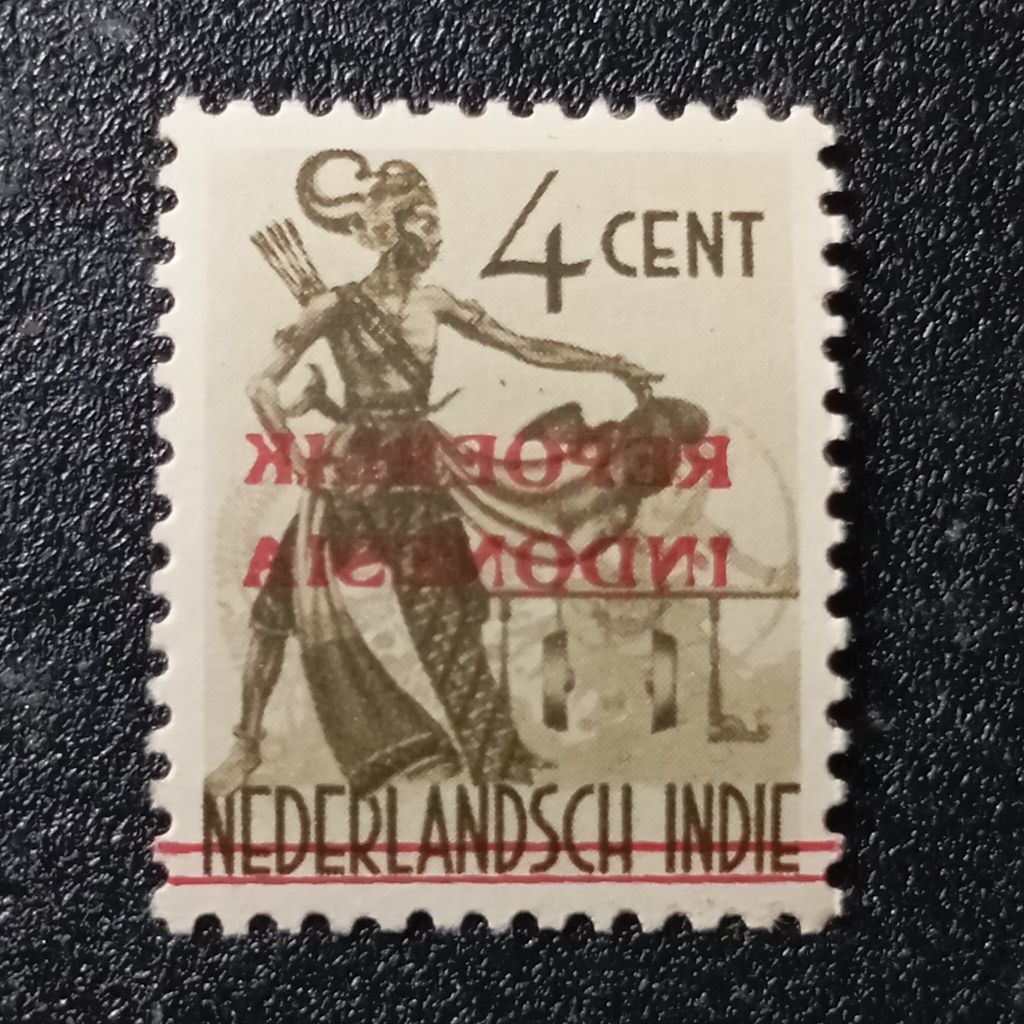 4 CENT
REPOEBLIK
INDONESIA
NEDERLANDSCH INDIE